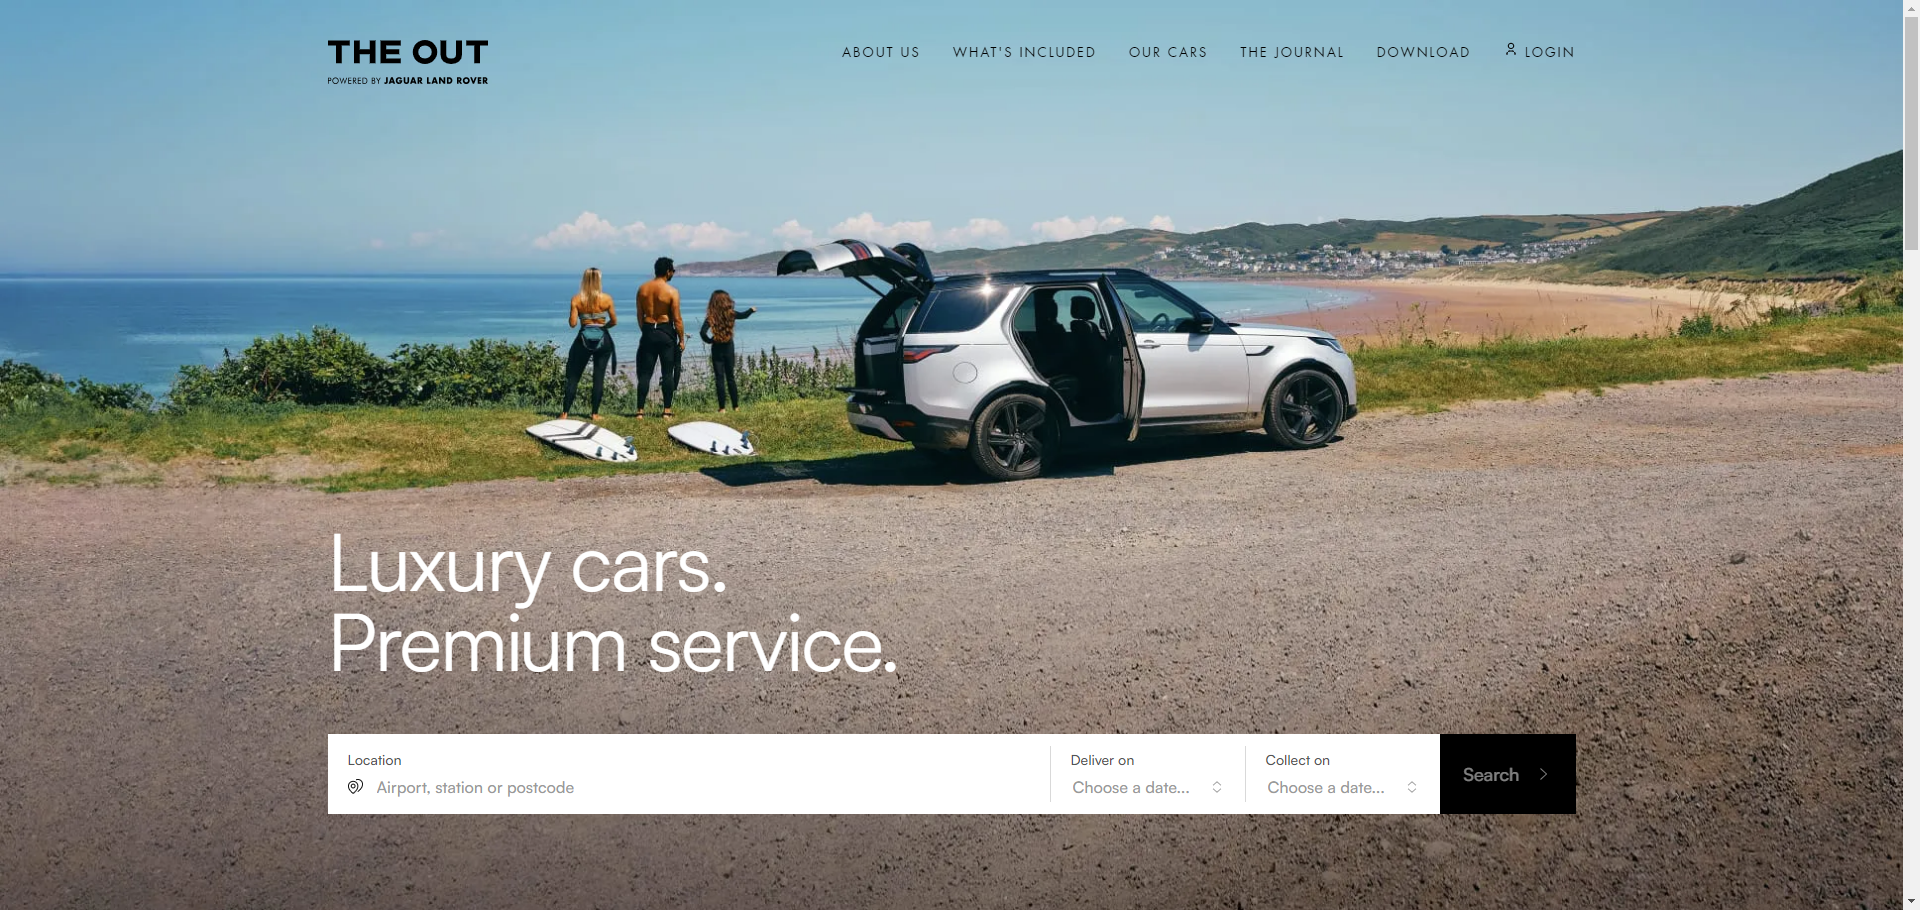 THE OUT
POWERED BY JAGUAR LAND ROVER
ABOUT US
WHAT'S INCLUDED
OUR CARS
THE JOURNAL
DOWNLOAD
LOGIN
Luxury cars.
Premium service.
Location
Airport, station or postcode
Deliver on
Choose a date...
Collect on
Choose a date...
Search